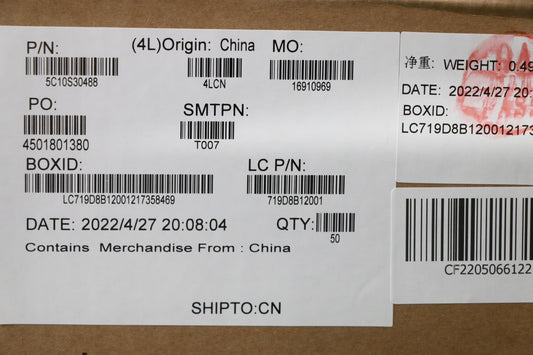 P/N:
5C10S30488
(4L)Origin: China
4LCN
MO:
16910969
PO:
4501801380
SMTPN:
T007
BOXID:
LC719D8B12001217358469
LC P/N:
719D8B12001
DATE: 2022/4/27 20:08:04
QTY:
50
Contains Merchandise From : China
SHIPTO:CN
净重: WEIGHT: 0.49
DATE: 2022/4/27 20:
BOXID:
LC719D8B1200121735
CF2205066122